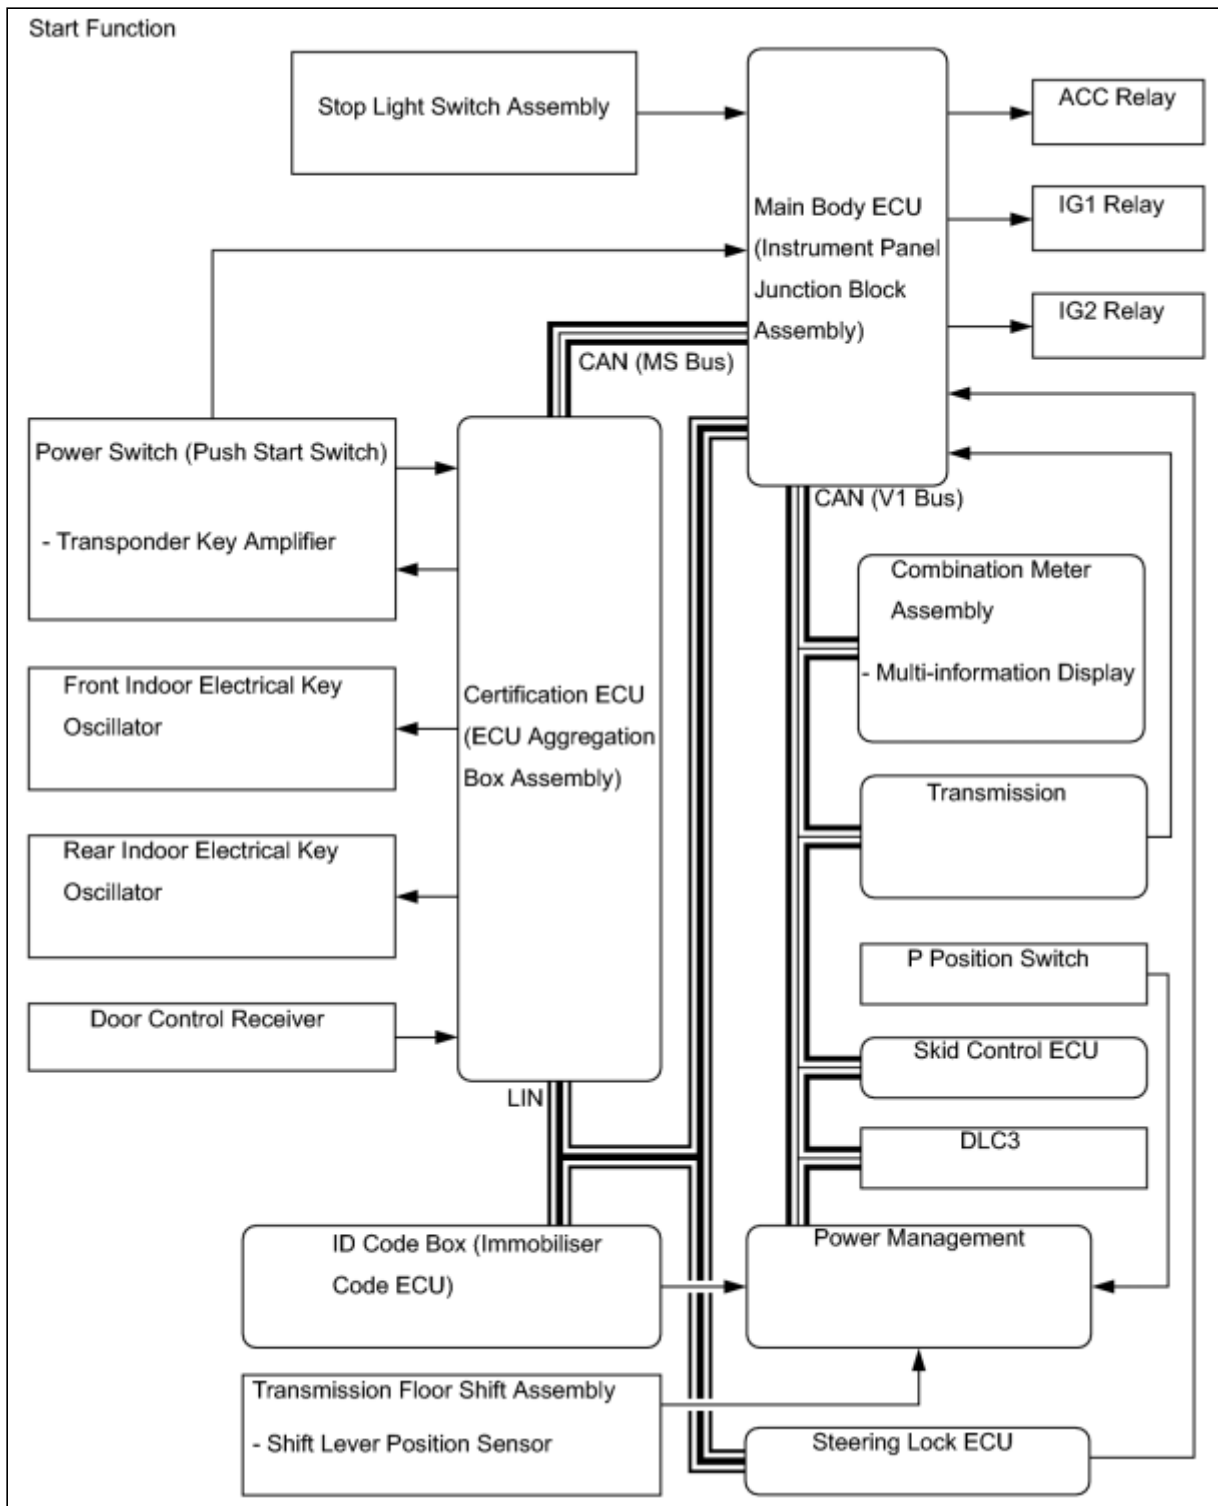 Start Function
Stop Light Switch Assembly
ACC Relay
Main Body ECU
(Instrument Panel
Junction Block
Assembly)
IG1 Relay
IG2 Relay
CAN (MS Bus)
Power Switch (Push Start Switch)
- Transponder Key Amplifier
CAN (V1 Bus)
Combination Meter
Assembly
- Multi-information Display
Front Indoor Electrical Key
Oscillator
Certification ECU
(ECU Aggregation
Box Assembly)
Transmission
Rear Indoor Electrical Key
Oscillator
P Position Switch
Door Control Receiver
Skid Control ECU
LIN
DLC3
ID Code Box (Immobiliser
Code ECU)
Power Management
Transmission Floor Shift Assembly
- Shift Lever Position Sensor
Steering Lock ECU